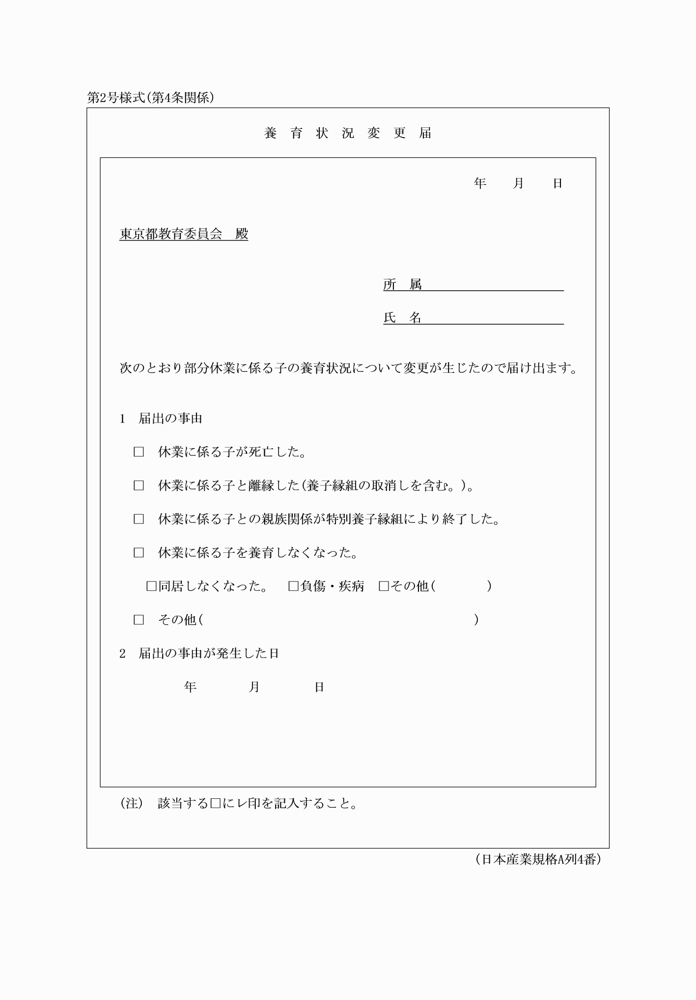 第2号様式(第4条関係)
養　育　状　況　変　更　届
年　　月　　日
東京都教育委員会　殿
所　属
氏　名
次のとおり部分休業に係る子の養育状況について変更が生じたので届け出ます。
1　届出の事由
□　休業に係る子が死亡した。
□　休業に係る子と離縁した(養子縁組の取消しを含む。)。
□　休業に係る子との親族関係が特別養子縁組により終了した。
□　休業に係る子を養育しなくなった。
□同居しなくなった。　□負傷・疾病　□その他(　　　　)
□　その他(　　　　　　　　　　　　　　　　　　　　　)
2　届出の事由が発生した日
年　　　　月　　　　日
(注)　該当する□にレ印を記入すること。
(日本産業規格A列4番)